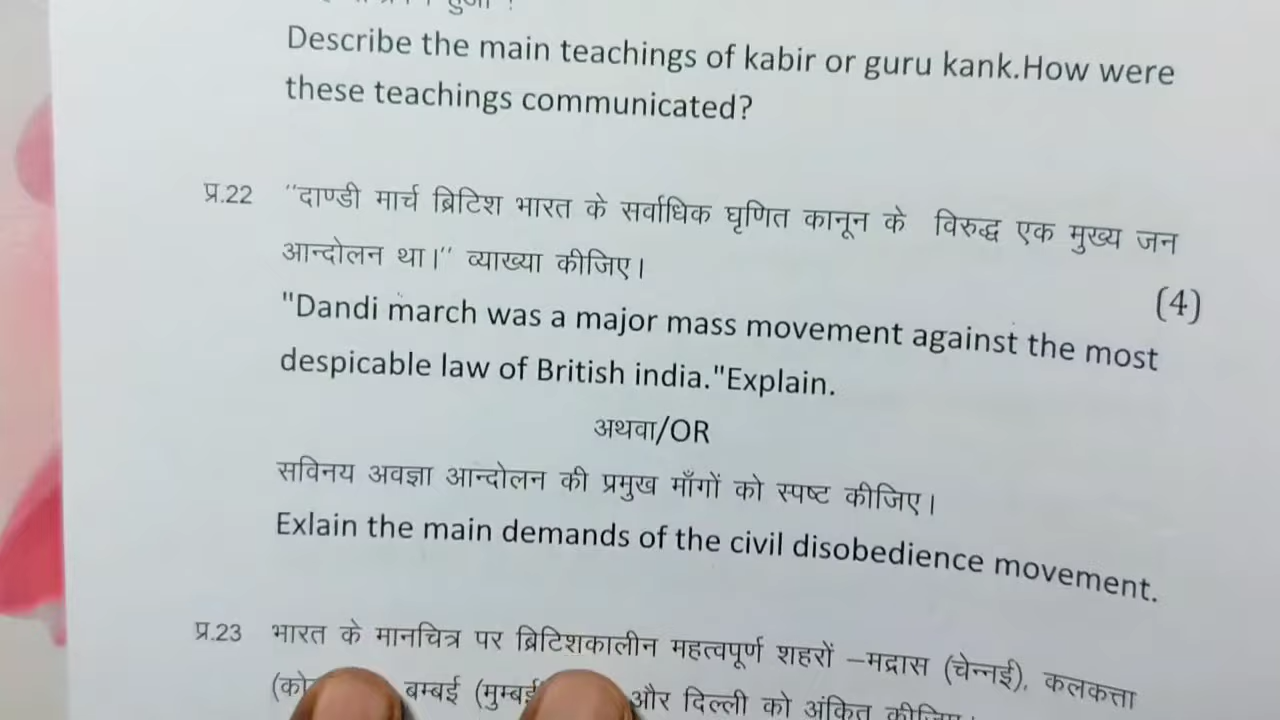 हुआ ?
Describe the main teachings of kabir or guru kank.How were
these teachings communicated?
प्र.22 "दाण्डी मार्च ब्रिटिश भारत के सर्वाधिक घृणित कानून के विरुद्ध एक मुख्य जन
आन्दोलन था।" व्याख्या कीजिए।
(4)
"Dandi march was a major mass movement against the most
despicable law of British india."Explain.
अथवा/OR
सविनय अवज्ञा आन्दोलन की प्रमुख माँगों को स्पष्ट कीजिए।
Exlain the main demands of the civil disobedience movement.
प्र.23 भारत के मानचित्र पर ब्रिटिशकालीन महत्वपूर्ण शहरों –मद्रास (चेन्नई), कलकत्ता
बम्बई और दिल्ली को अंकित कीजिए।